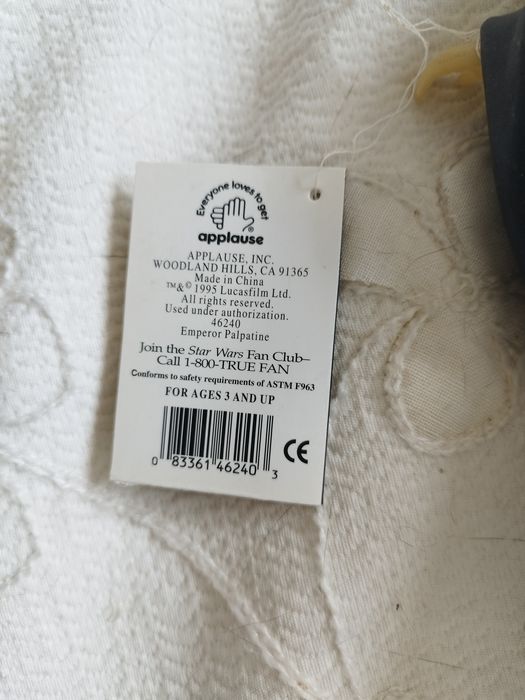 Everyone loves to get
applause
APPLAUSE, INC.
WOODLAND HILLS, CA 91365
Made in China
™&© 1995 Lucasfilm Ltd.
All rights reserved.
Used under authorization.
46240
Emperor Palpatine
Join the Star Wars Fan Club–
Call 1-800-TRUE FAN
Conforms to safety requirements of ASTM F963
FOR AGES 3 AND UP
CE
0 83361 46240 3